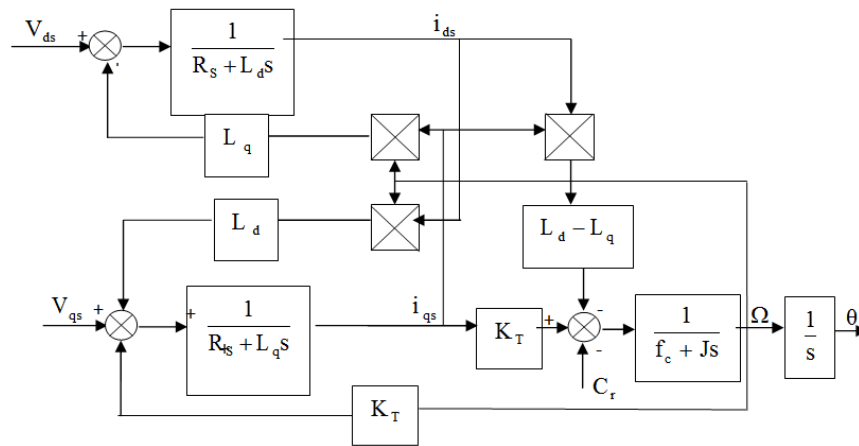 V_ds + 1 i_ds
-
R_S + L_d s
L_q
L_d
L_d − L_q
V_qs + + 1 i_qs K_T + - 1 Ω 1 θ
R_S + L_q s - f_c + Js s
C_r
K_T